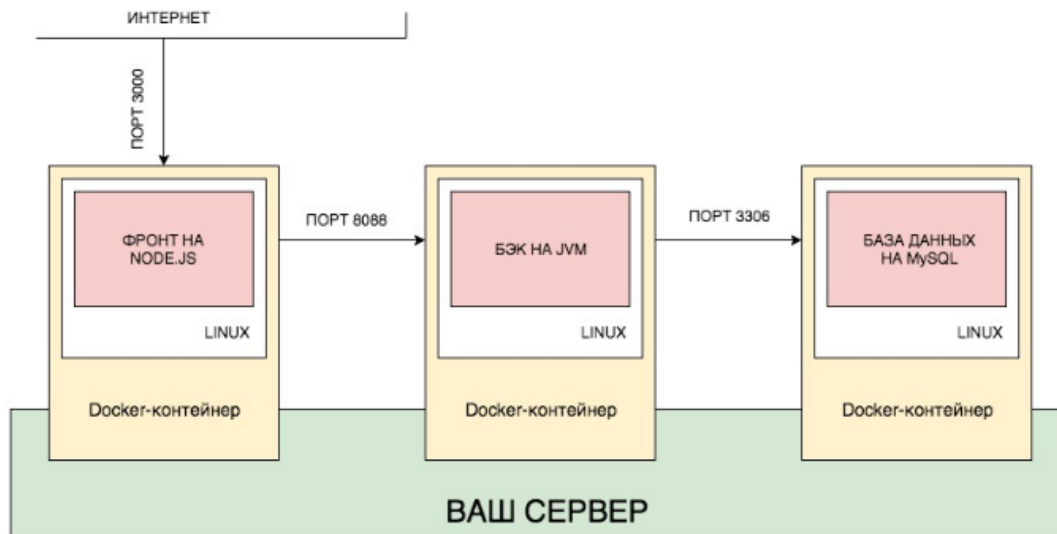 ИНТЕРНЕТ
ПОРТ 3000
ФРОНТ НА
NODE.JS
LINUX
Docker-контейнер
ПОРТ 8088
БЭК НА JVM
LINUX
Docker-контейнер
ПОРТ 3306
БАЗА ДАННЫХ
НА MySQL
LINUX
Docker-контейнер
ВАШ СЕРВЕР